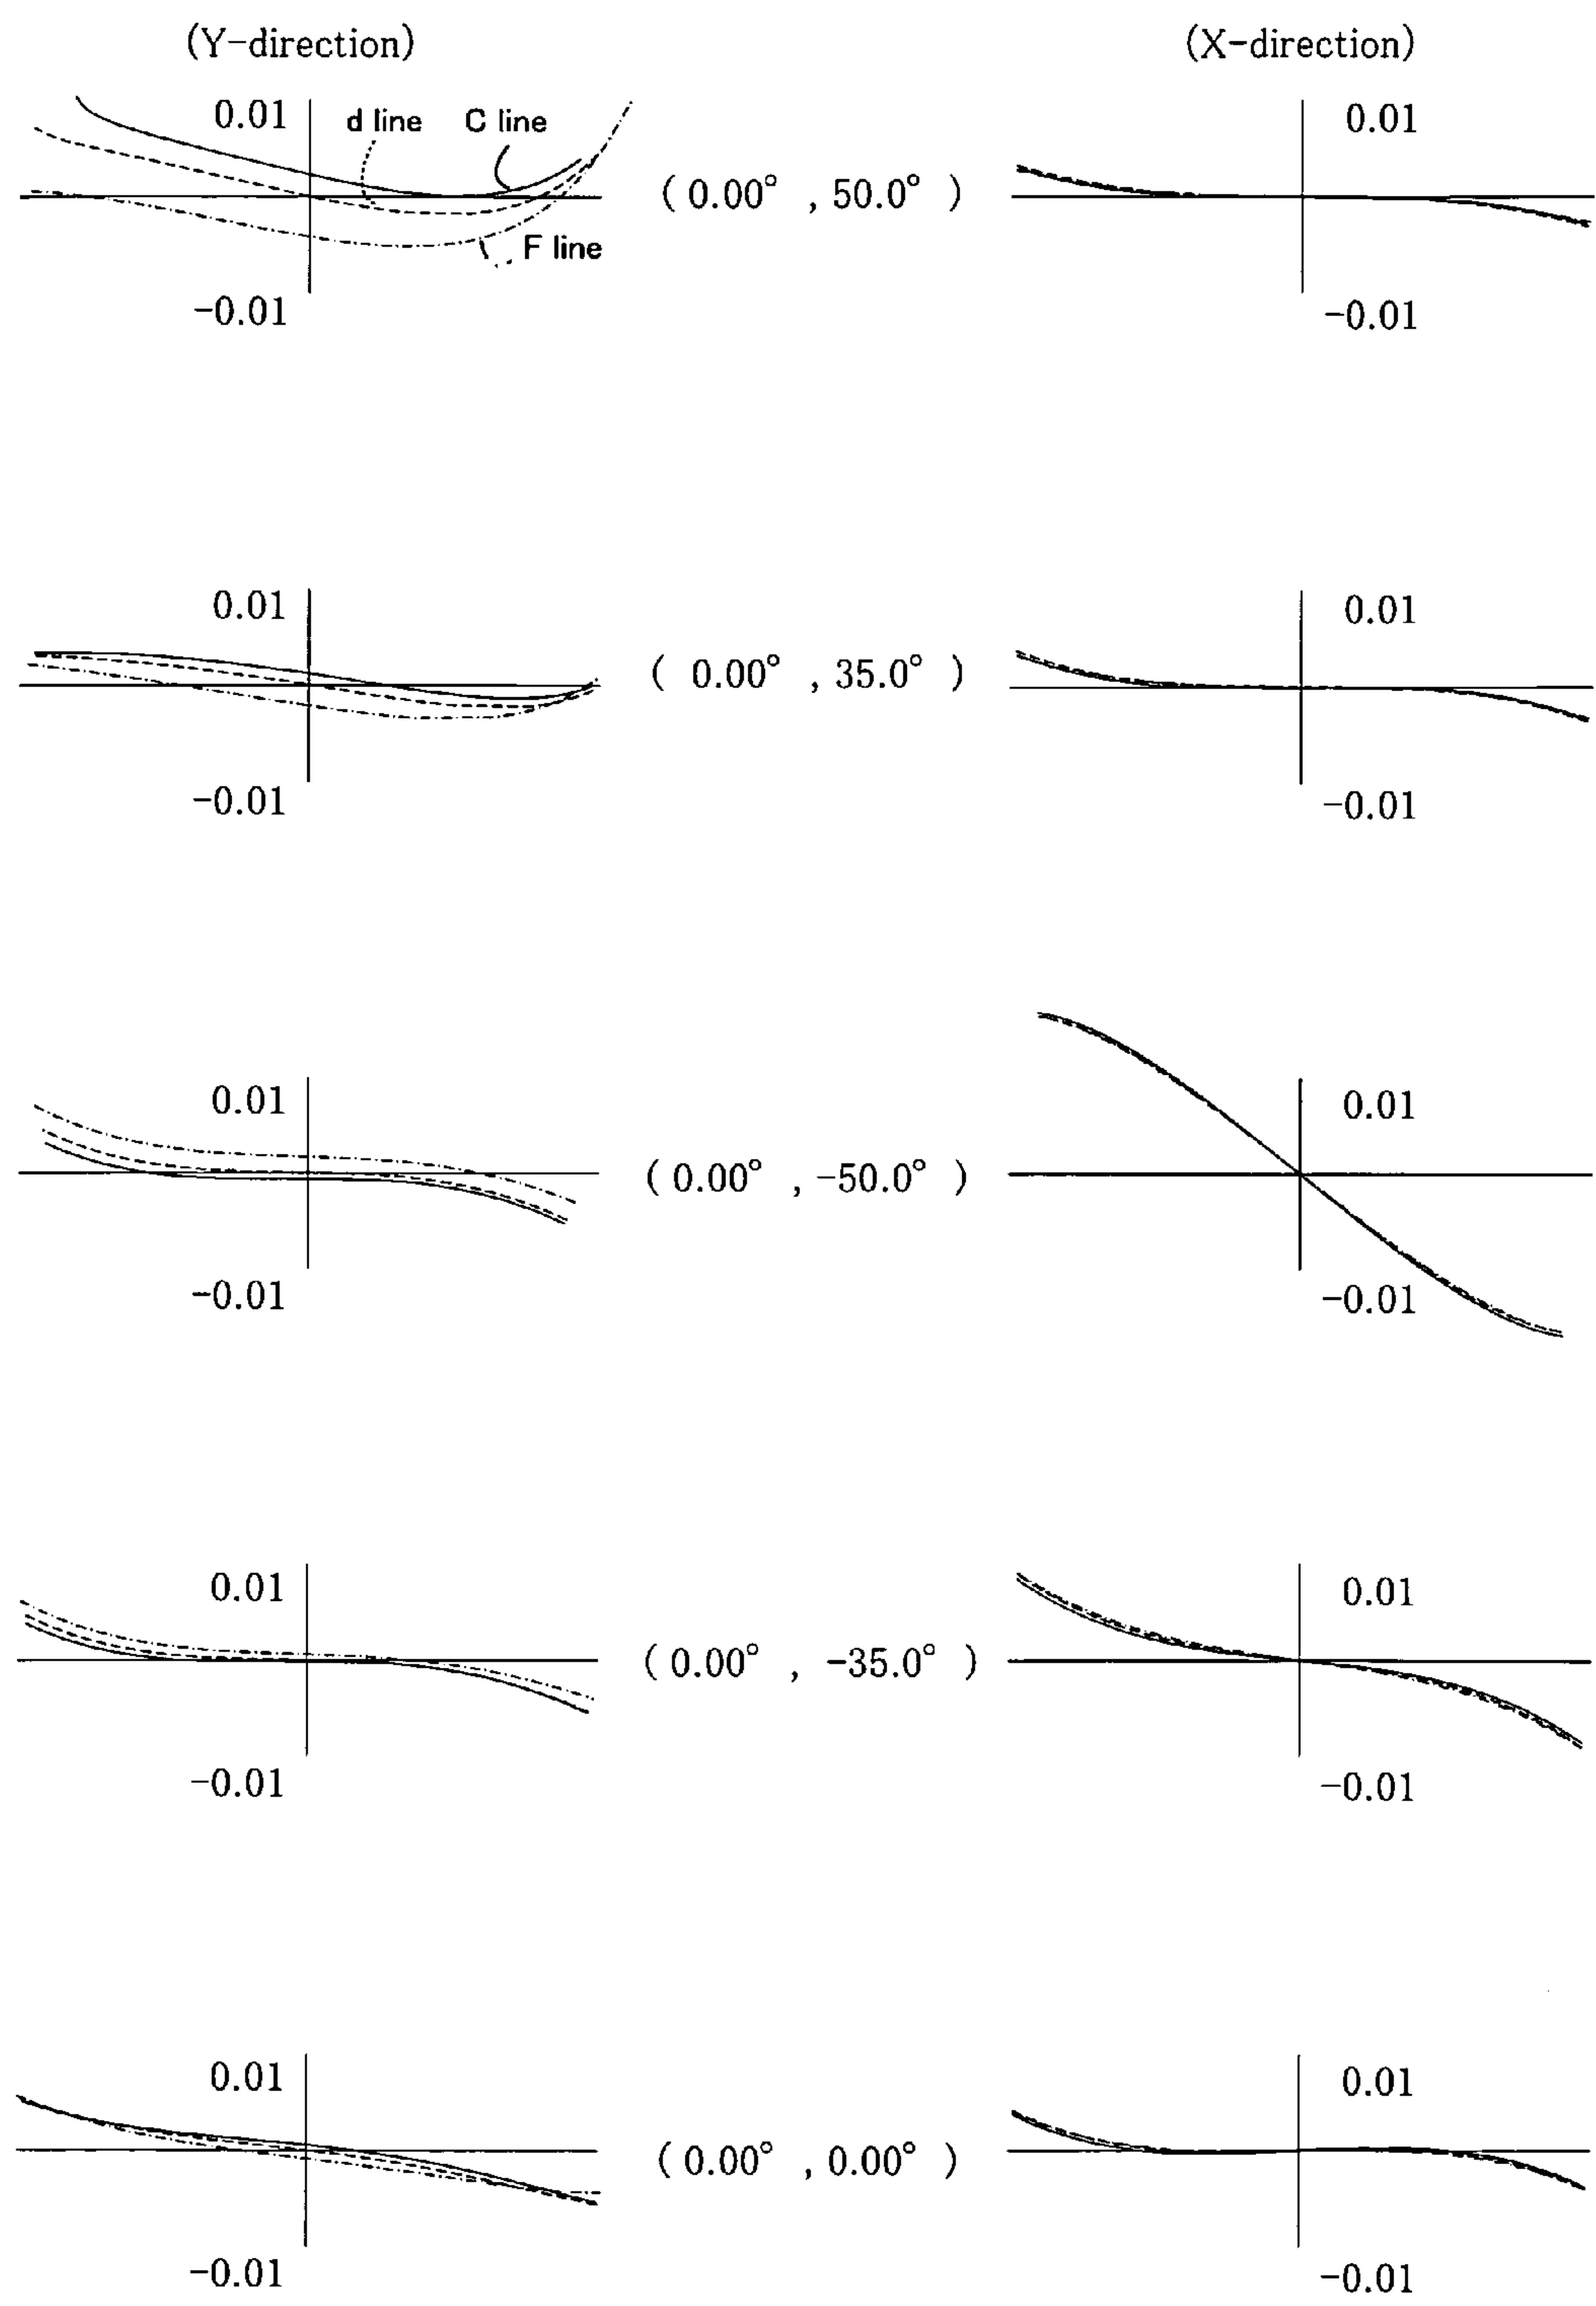 (Y-direction) (X-direction)
0.01 d line C line 0.01
(0.00° , 50.0° )
F line
-0.01 -0.01
0.01 0.01
( 0.00° , 35.0° )
-0.01 -0.01
0.01 0.01
(0.00° , -50.0° )
-0.01 -0.01
0.01 0.01
(0.00° , -35.0° )
-0.01 -0.01
0.01 0.01
(0.00° , 0.00° )
-0.01 -0.01